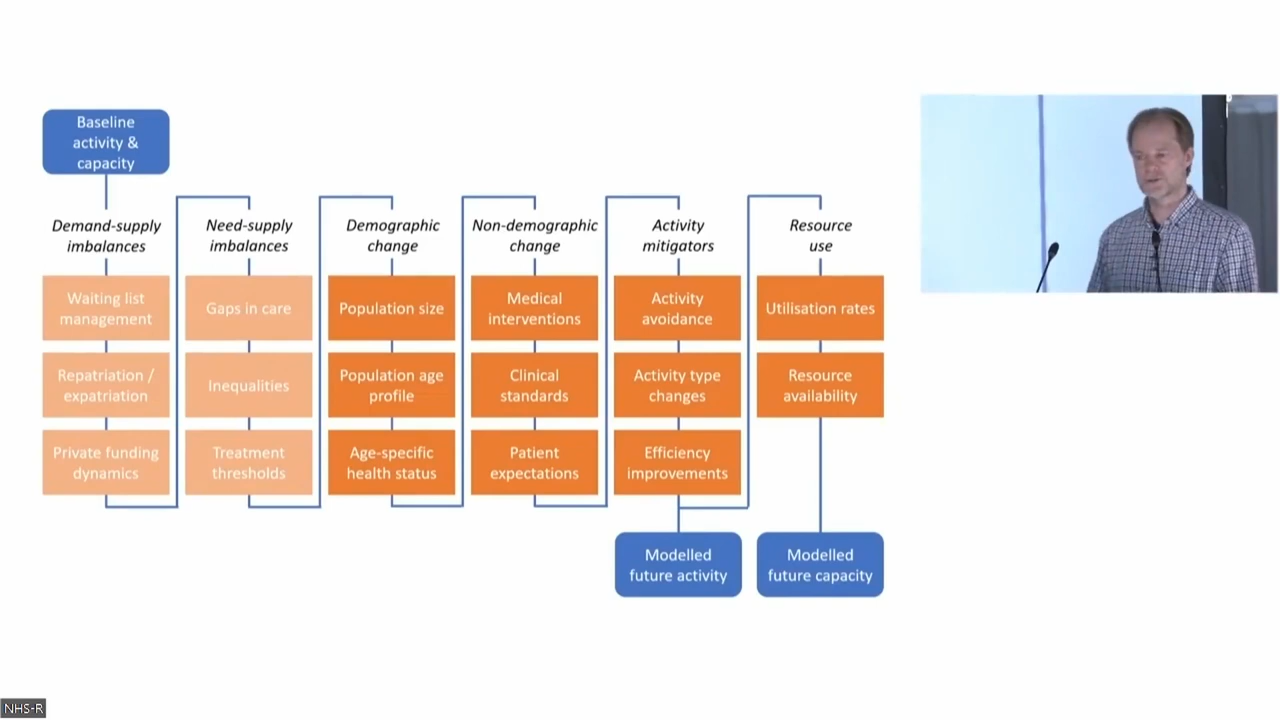 Baseline
activity &
capacity
Demand-supply
imbalances
Waiting list
management
Repatriation /
expatriation
Private funding
dynamics
Need-supply
imbalances
Gaps in care
Inequalities
Treatment
thresholds
Demographic
change
Population size
Population age
profile
Age-specific
health status
Non-demographic
change
Medical
interventions
Clinical
standards
Patient
expectations
Activity
mitigators
Activity
avoidance
Activity type
changes
Efficiency
improvements
Modelled
future activity
Resource
use
Utilisation rates
Resource
availability
Modelled
future capacity
NHS-R